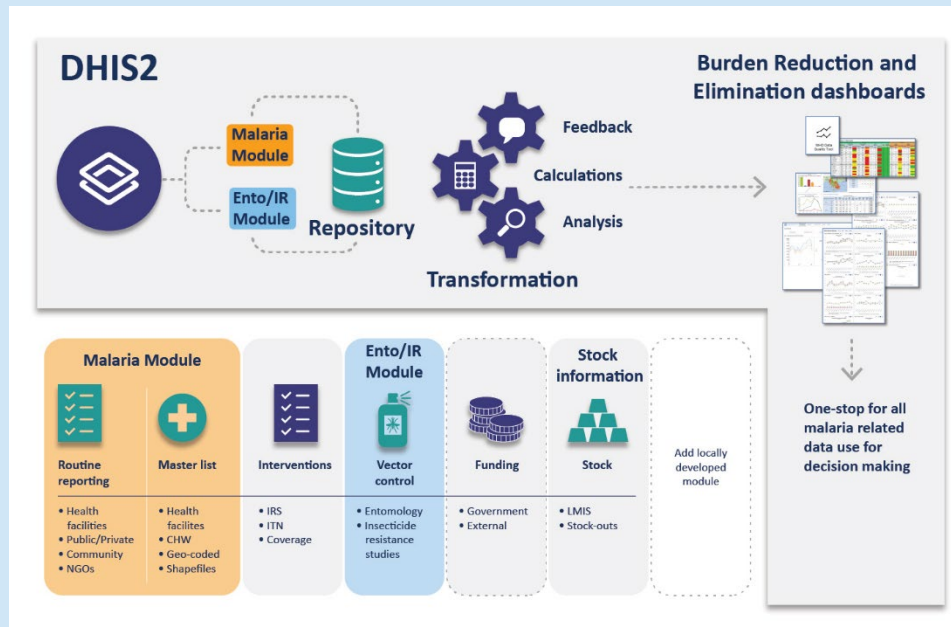 DHIS2
Malaria
Module
Ento/IR
Module
Repository
Feedback
Calculations
Analysis
Transformation
Burden Reduction and
Elimination dashboards
Malaria Module
Routine
reporting
• Health
facilities
• Public/Private
• Community
• NGOs
Master list
• Health
facilites
• CHW
• Geo-coded
• Shapefiles
Interventions
• IRS
• ITN
• Coverage
Ento/IR
Module
Vector
control
• Entomology
• Insecticide
resistance
studies
Funding
• Government
• External
Stock
information
Stock
• LMIS
• Stock-outs
Add locally
developed
module
One-stop for all
malaria related
data use for
decision making